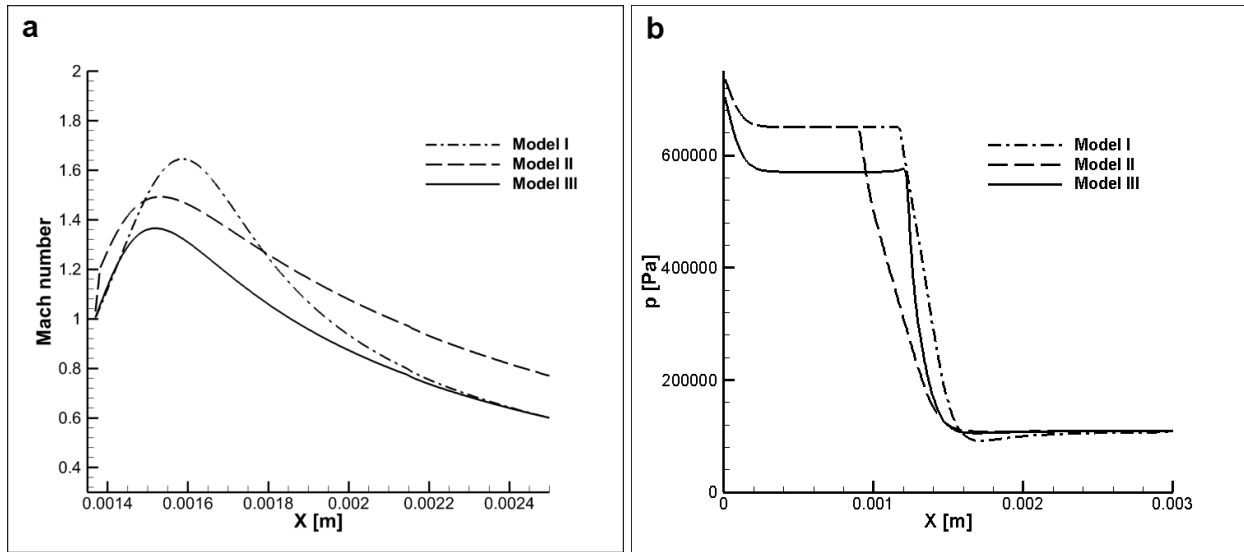 a
Mach number
2
1.8
1.6
1.4
1.2
1
0.8
0.6
0.4
0.0014 0.0016 0.0018 0.002 0.0022 0.0024
X [m]
Model I
Model II
Model III
b
p [Pa]
600000
400000
200000
0
0 0.001 0.002 0.003
X [m]
Model I
Model II
Model III